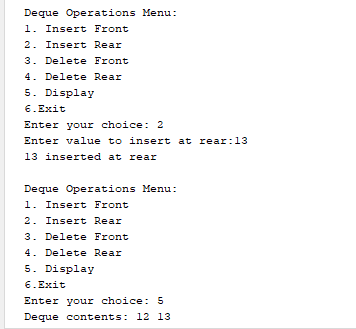 Deque Operations Menu:
1. Insert Front
2. Insert Rear
3. Delete Front
4. Delete Rear
5. Display
6.Exit
Enter your choice: 2
Enter value to insert at rear:13
13 inserted at rear
Deque Operations Menu:
1. Insert Front
2. Insert Rear
3. Delete Front
4. Delete Rear
5. Display
6.Exit
Enter your choice: 5
Deque contents: 12 13